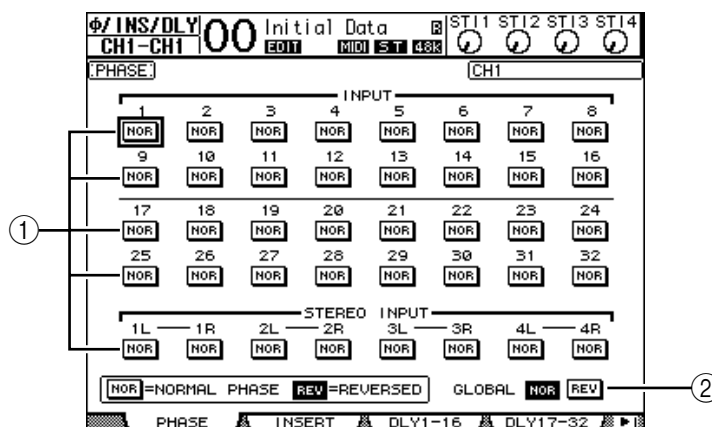 Φ/INS/DLY 00 Initial Data B ST11 ST12 ST13 ST14
CH1-CH1 EDIT MIDI ST 48K
PHASE CH1
INPUT
1 2 3 4 5 6 7 8
NOR NOR NOR NOR NOR NOR NOR NOR
9 10 11 12 13 14 15 16
NOR NOR NOR NOR NOR NOR NOR NOR
1
17 18 19 20 21 22 23 24
NOR NOR NOR NOR NOR NOR NOR NOR
25 26 27 28 29 30 31 32
NOR NOR NOR NOR NOR NOR NOR NOR
STEREO INPUT
1L 1R 2L 2R 3L 3R 4L 4R
NOR NOR NOR NOR NOR NOR NOR NOR
NOR=NORMAL PHASE REV=REVERSED GLOBAL NOR REV 2
PHASE INSERT DLY1-16 DLY17-32